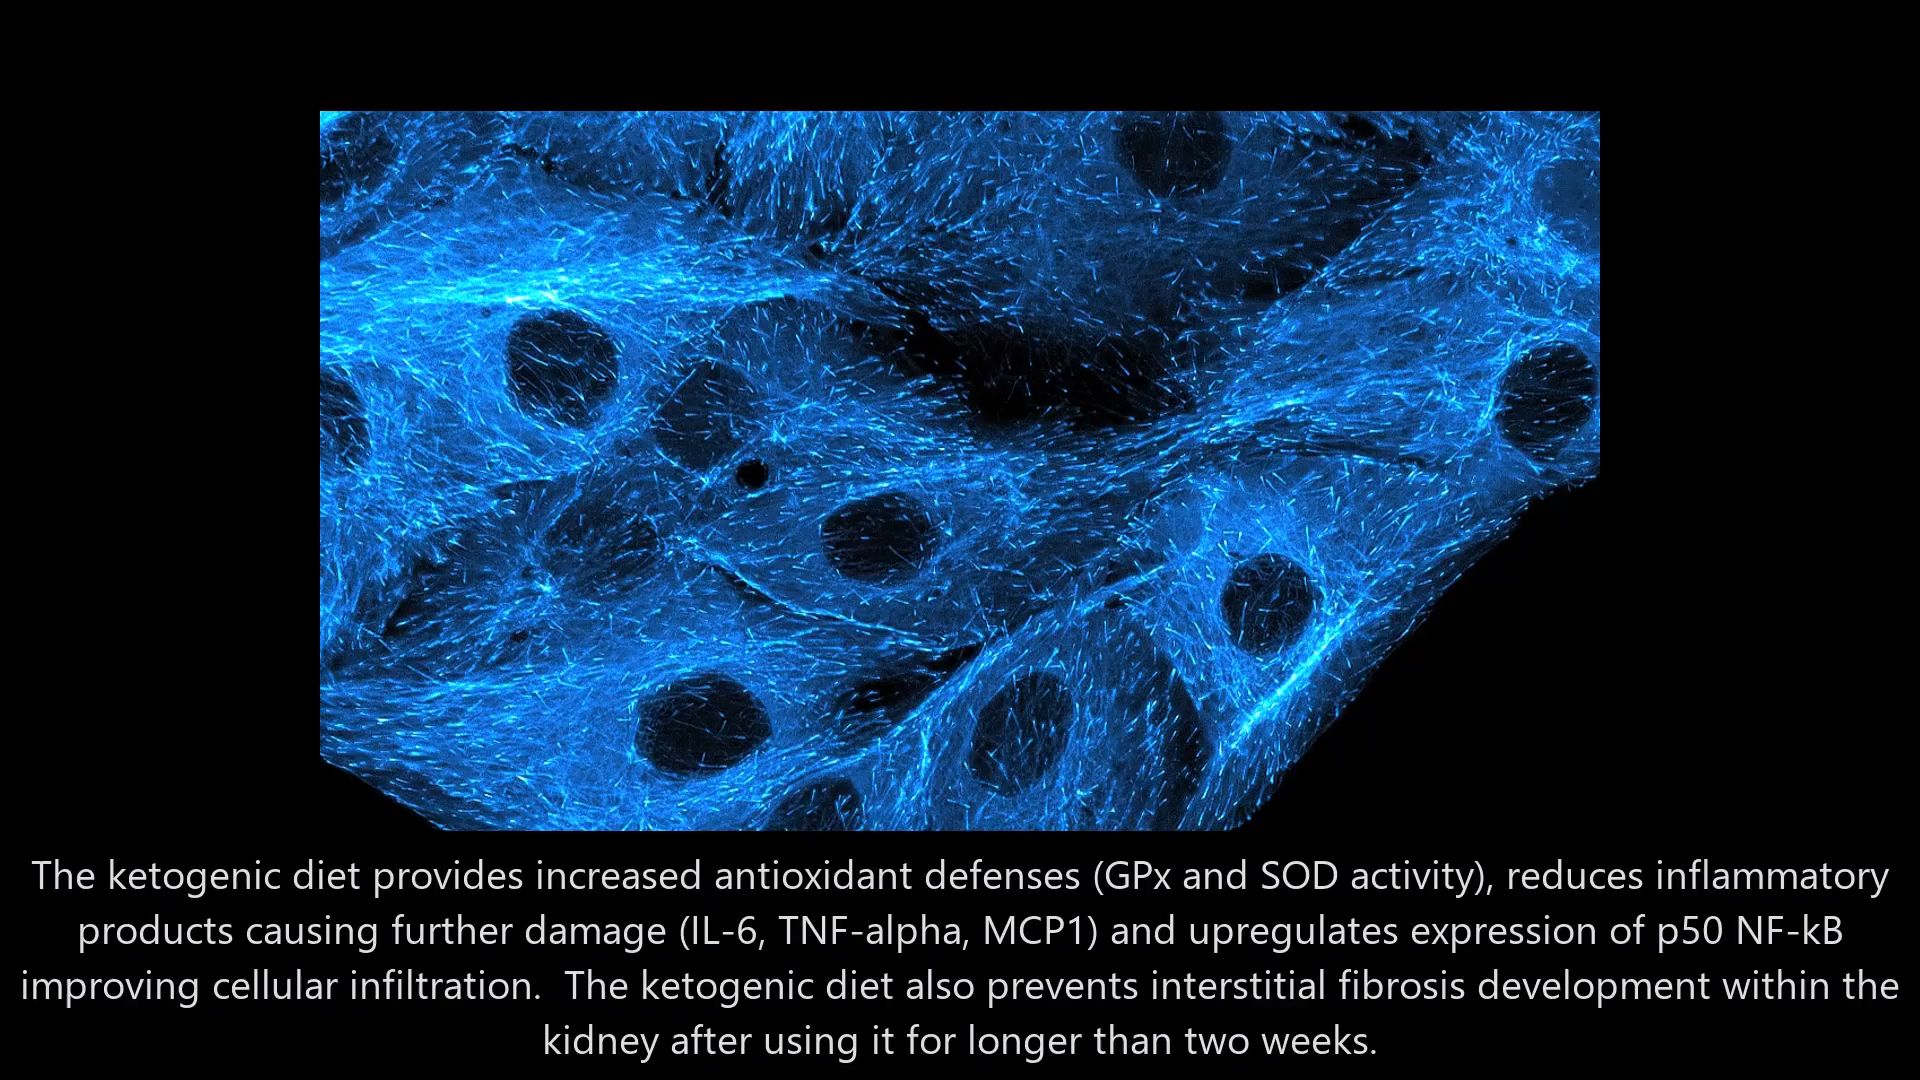 The ketogenic diet provides increased antioxidant defenses (GPx and SOD activity), reduces inflammatory
products causing further damage (IL-6, TNF-alpha, MCP1) and upregulates expression of p50 NF-kB
improving cellular infiltration.  The ketogenic diet also prevents interstitial fibrosis development within the
kidney after using it for longer than two weeks.